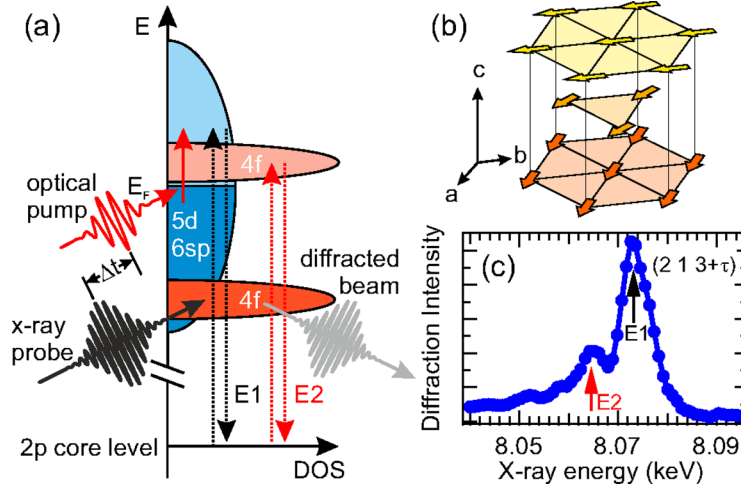 (a)
E
4f
optical
pump
E_F
5d
6sp
Δt
diffracted
beam
4f
x-ray
probe
E1
E2
2p core level
DOS
(b)
c
b
a
(c)
(2 1 3+τ)
E1
E2
Diffraction Intensity
8.05
8.07
8.09
X-ray energy (keV)